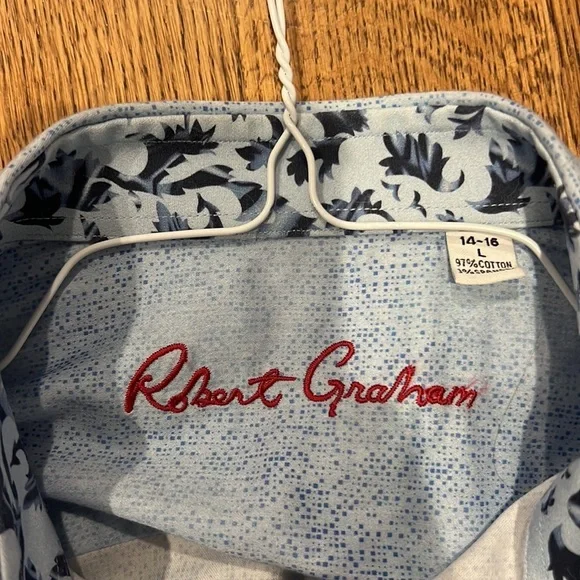 14-16
L
97%COTTON
Robert Graham